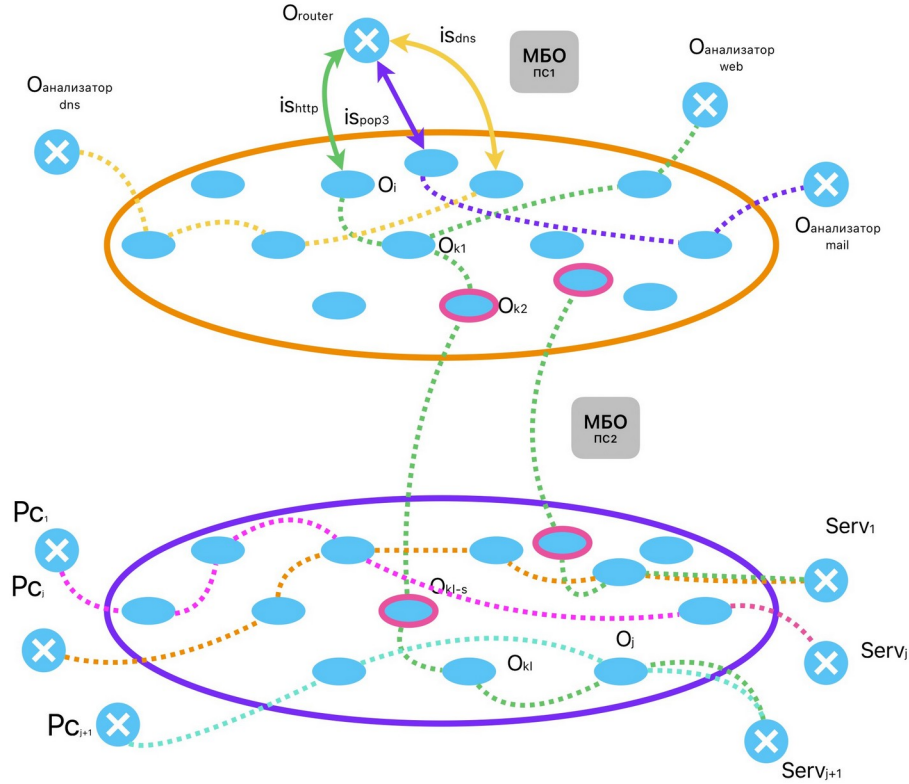 Orouter
isdns
МБО
ПС1
Oанализатор
web
Oанализатор
dns
ishttp
ispop3
Oi
Oанализатор
mail
Ok1
Ok2
МБО
ПС2
Pc1
Serv1
Pci
Okl-s
Oj
Servj
Okl
Pcj+1
Servj+1